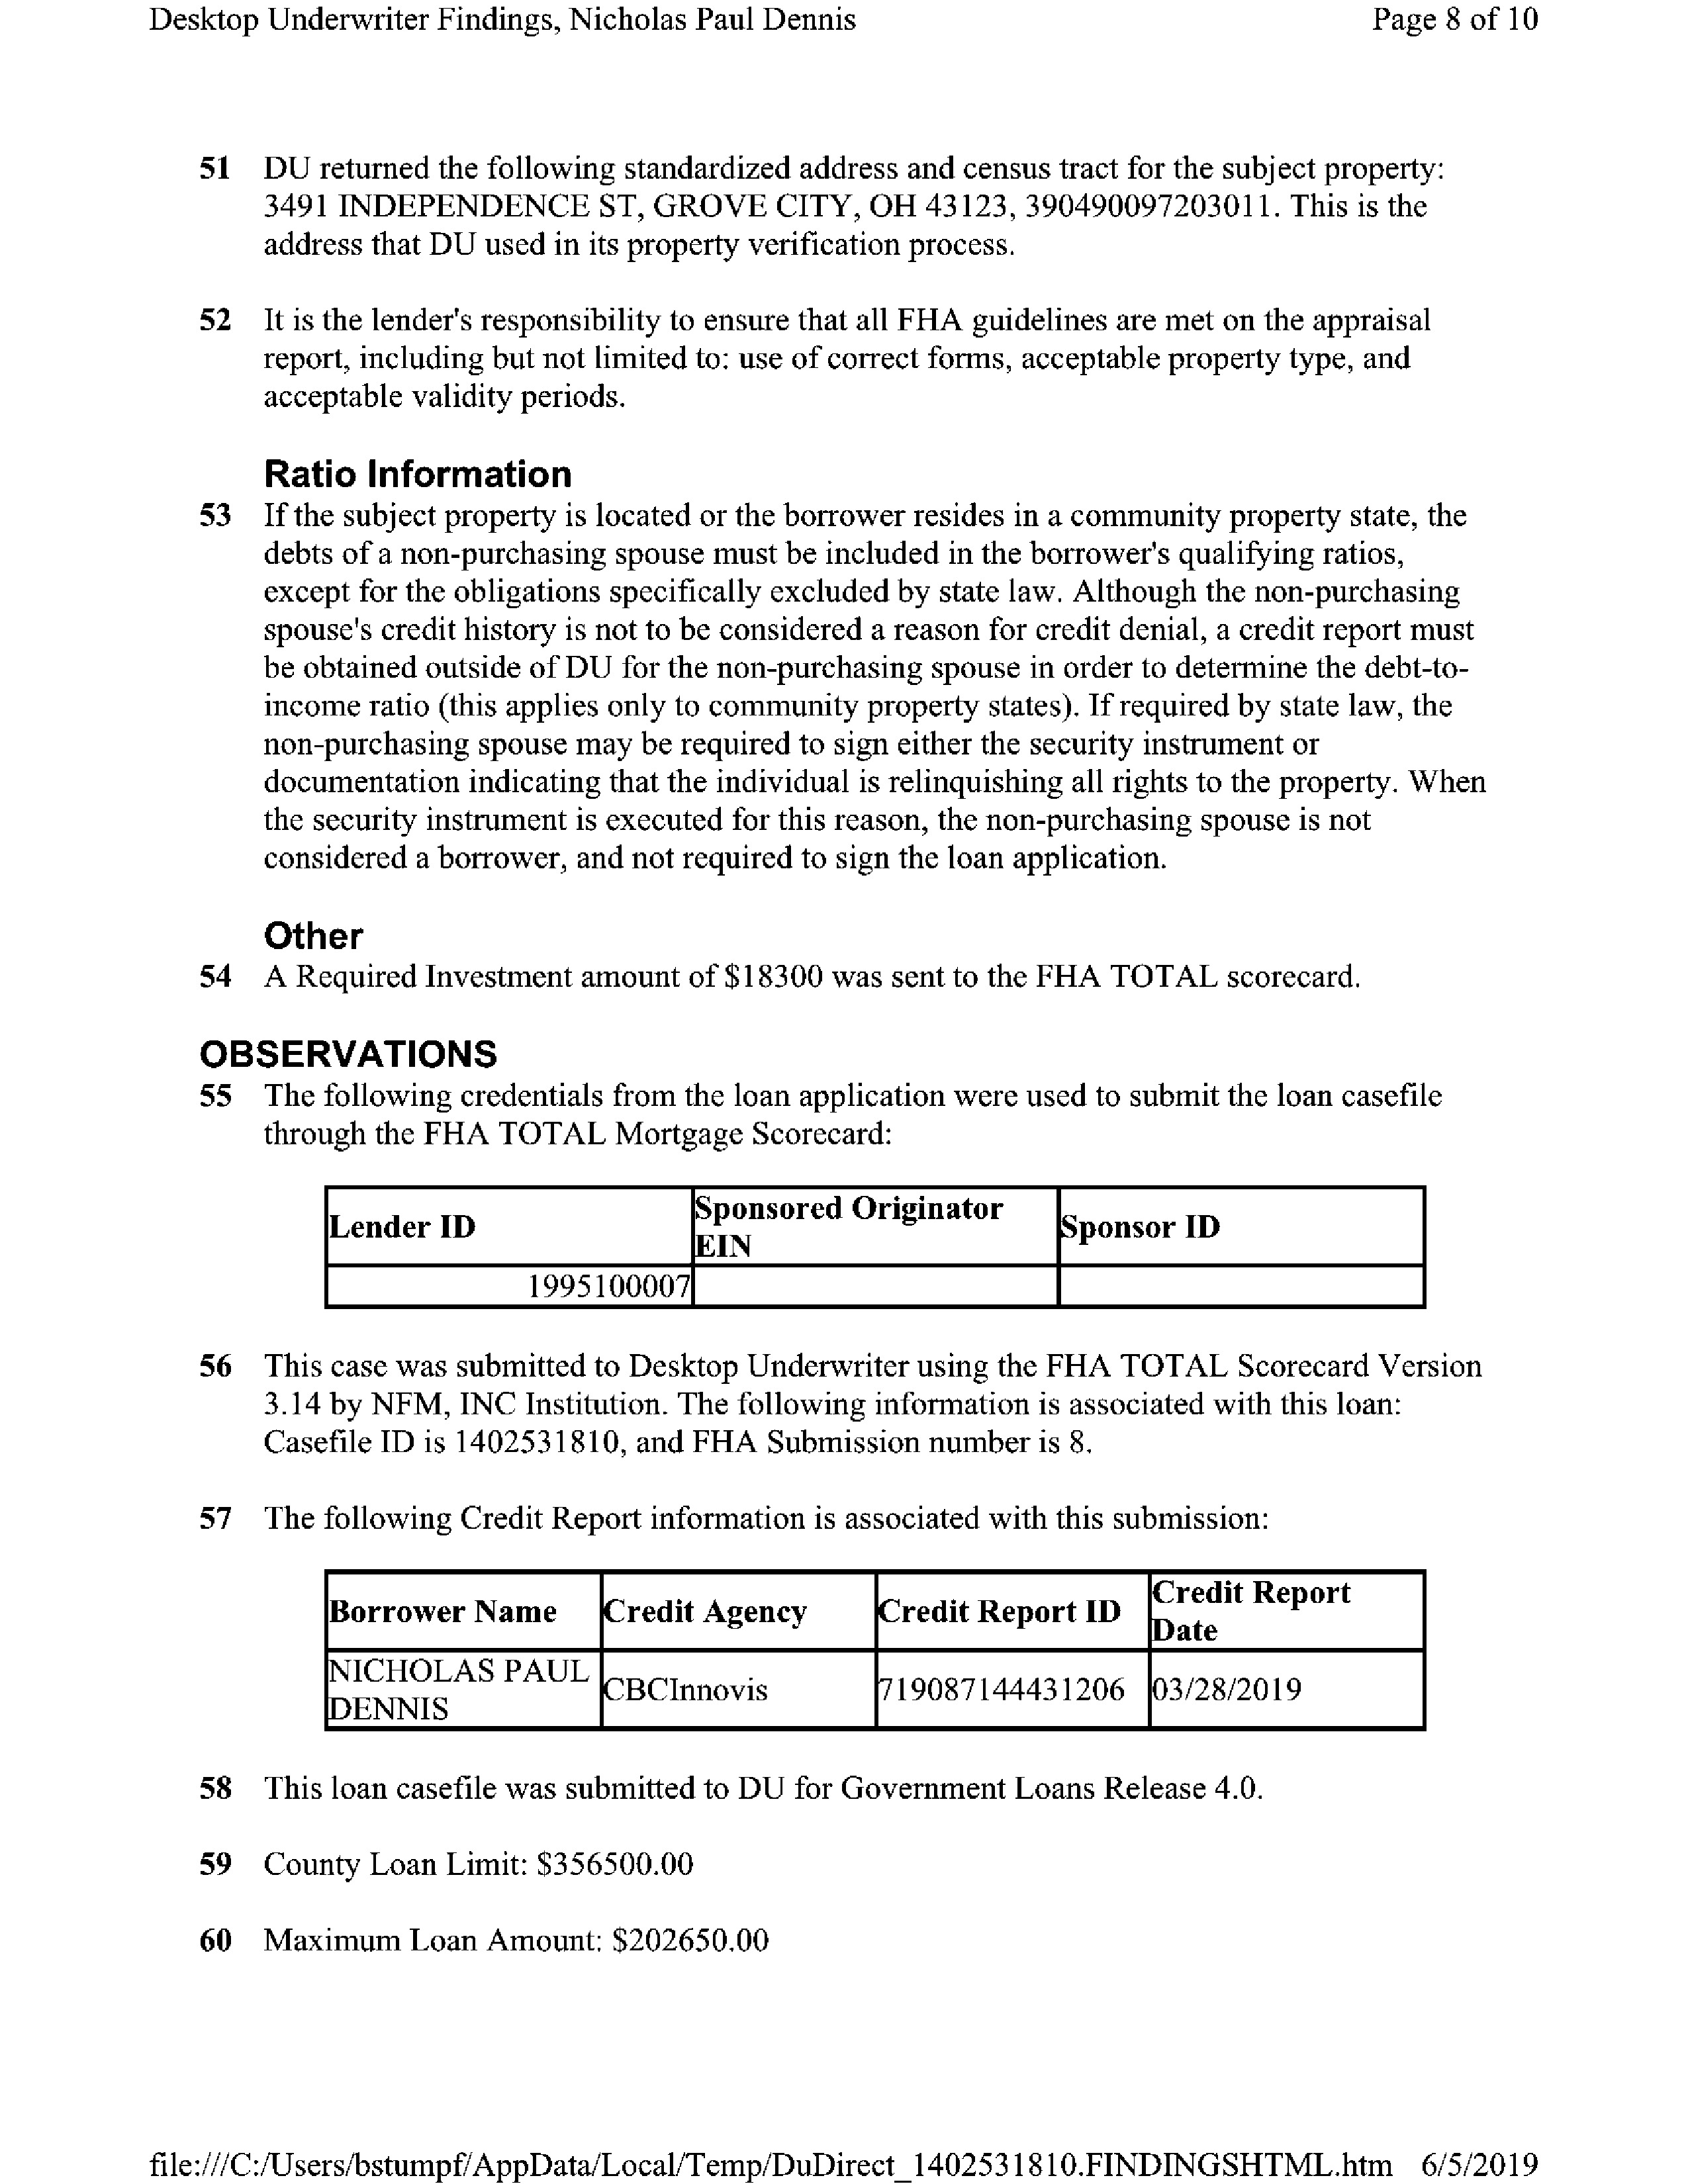 Desktop Underwriter Findings, Nicholas Paul Dennis Page 8 of 10
51 DU returned the following standardized address and census tract for the subject property:
3491 INDEPENDENCE ST, GROVE CITY, OH 43123, 390490097203011. This is the
address that DU used in its property verification process.
52 It is the lender's responsibility to ensure that all FHA guidelines are met on the appraisal
report, including but not limited to: use of correct forms, acceptable property type, and
acceptable validity periods.
Ratio Information
53 If the subject property is located or the borrower resides in a community property state, the
debts of a non-purchasing spouse must be included in the borrower's qualifying ratios,
except for the obligations specifically excluded by state law. Although the non-purchasing
spouse's credit history is not to be considered a reason for credit denial, a credit report must
be obtained outside of DU for the non-purchasing spouse in order to determine the debt-to-
income ratio (this applies only to community property states). If required by state law, the
non-purchasing spouse may be required to sign either the security instrument or
documentation indicating that the individual is relinquishing all rights to the property. When
the security instrument is executed for this reason, the non-purchasing spouse is not
considered a borrower, and not required to sign the loan application.
Other
54 A Required Investment amount of $18300 was sent to the FHA TOTAL scorecard.
OBSERVATIONS
55 The following credentials from the loan application were used to submit the loan casefile
through the FHA TOTAL Mortgage Scorecard:
Lender ID Sponsored Originator EIN Sponsor ID
1995100007
56 This case was submitted to Desktop Underwriter using the FHA TOTAL Scorecard Version
3.14 by NFM, INC Institution. The following information is associated with this loan:
Casefile ID is 1402531810, and FHA Submission number is 8.
57 The following Credit Report information is associated with this submission:
Borrower Name Credit Agency Credit Report ID Credit Report Date
NICHOLAS PAUL DENNIS CBCInnovis 719087144431206 03/28/2019
58 This loan casefile was submitted to DU for Government Loans Release 4.0.
59 County Loan Limit: $356500.00
60 Maximum Loan Amount: $202650.00
file:///C:/Users/bstumpf/AppData/Local/Temp/DuDirect_1402531810.FINDINGSHTML.htm 6/5/2019